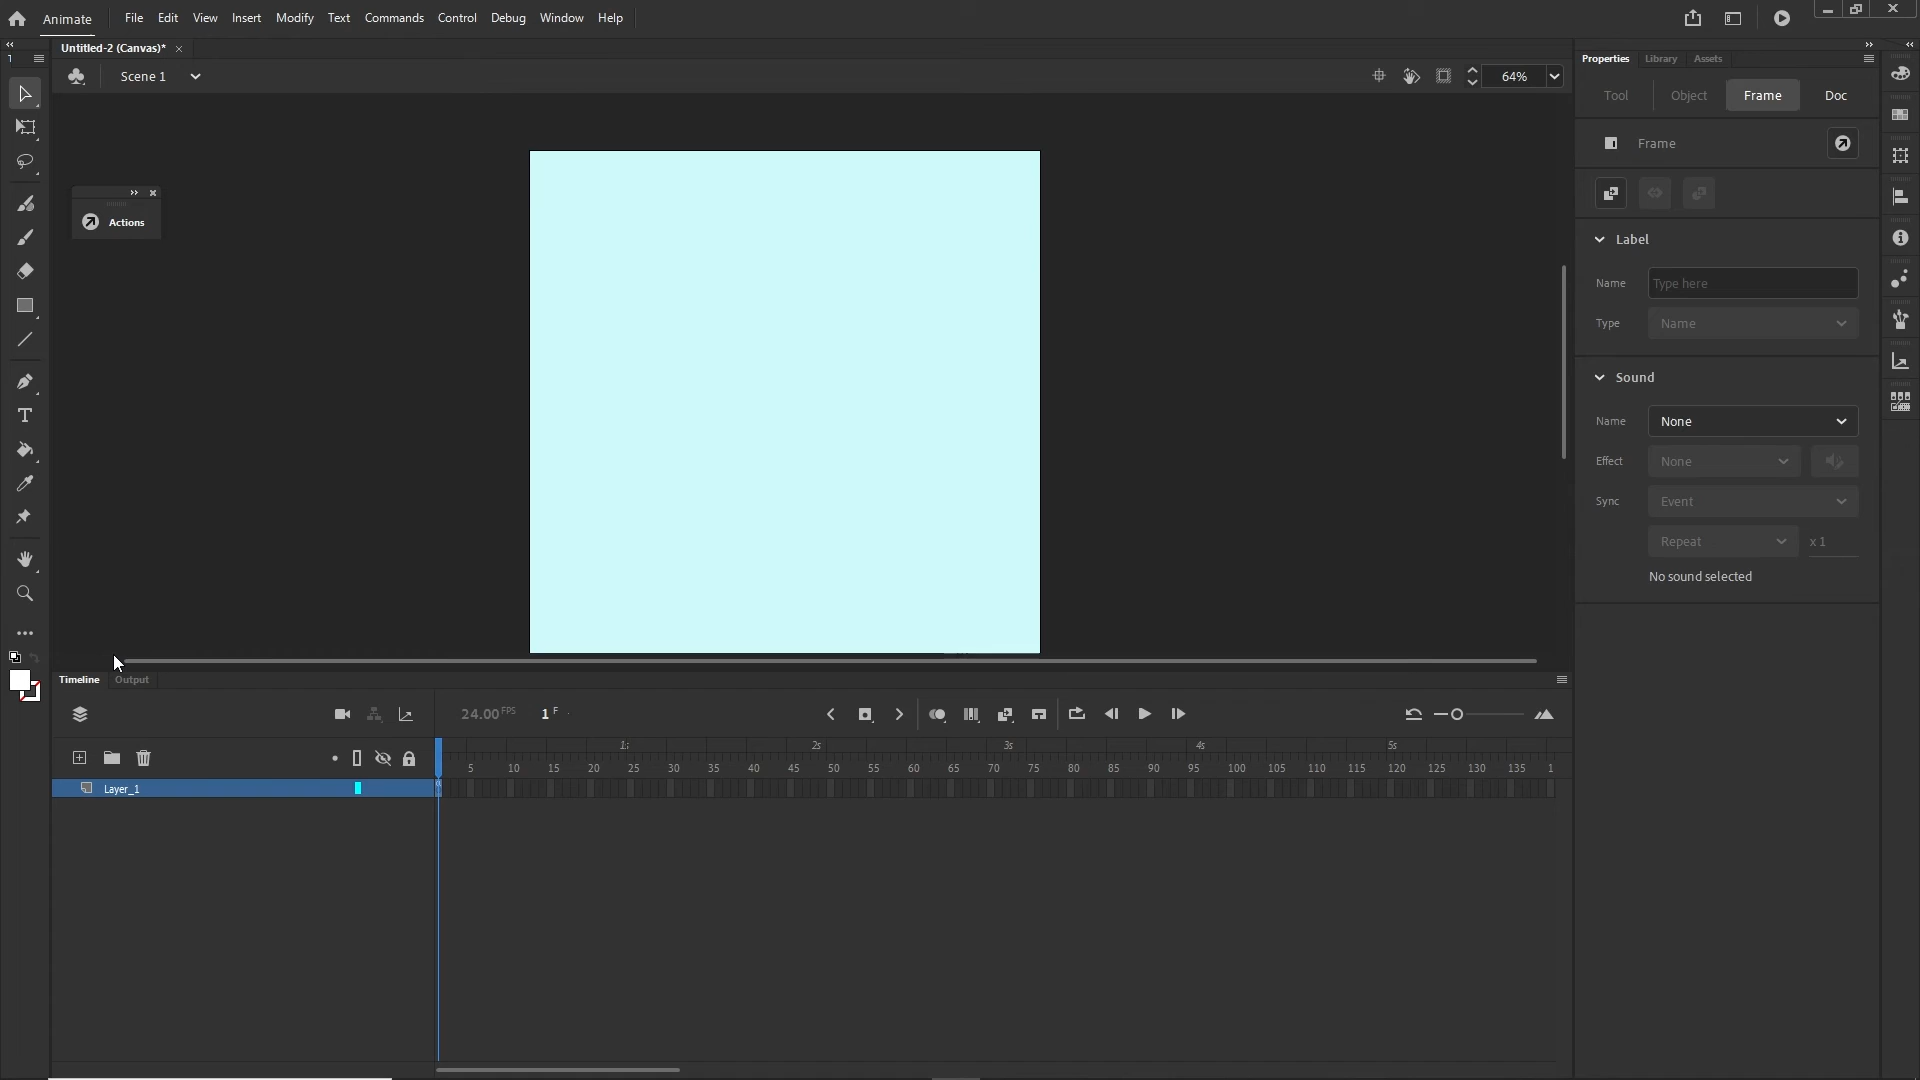 Animate File Edit View Insert Modify Text Commands Control Debug Window Help
Untitled-2 (Canvas)*
Scene 1
64%
Actions
Properties Library Assets
Tool Object Frame Doc
Frame
Label
Name Type here
Type Name
Sound
Name None
Effect None
Sync Event
Repeat x 1
No sound selected
Timeline Output
24.00 FPS 1 F
2s 3s 4s 5s
5 10 15 20 25 30 35 40 45 50 55 60 65 70 75 80 85 90 95 100 105 110 115 120 125 130 135 1
Layer_1